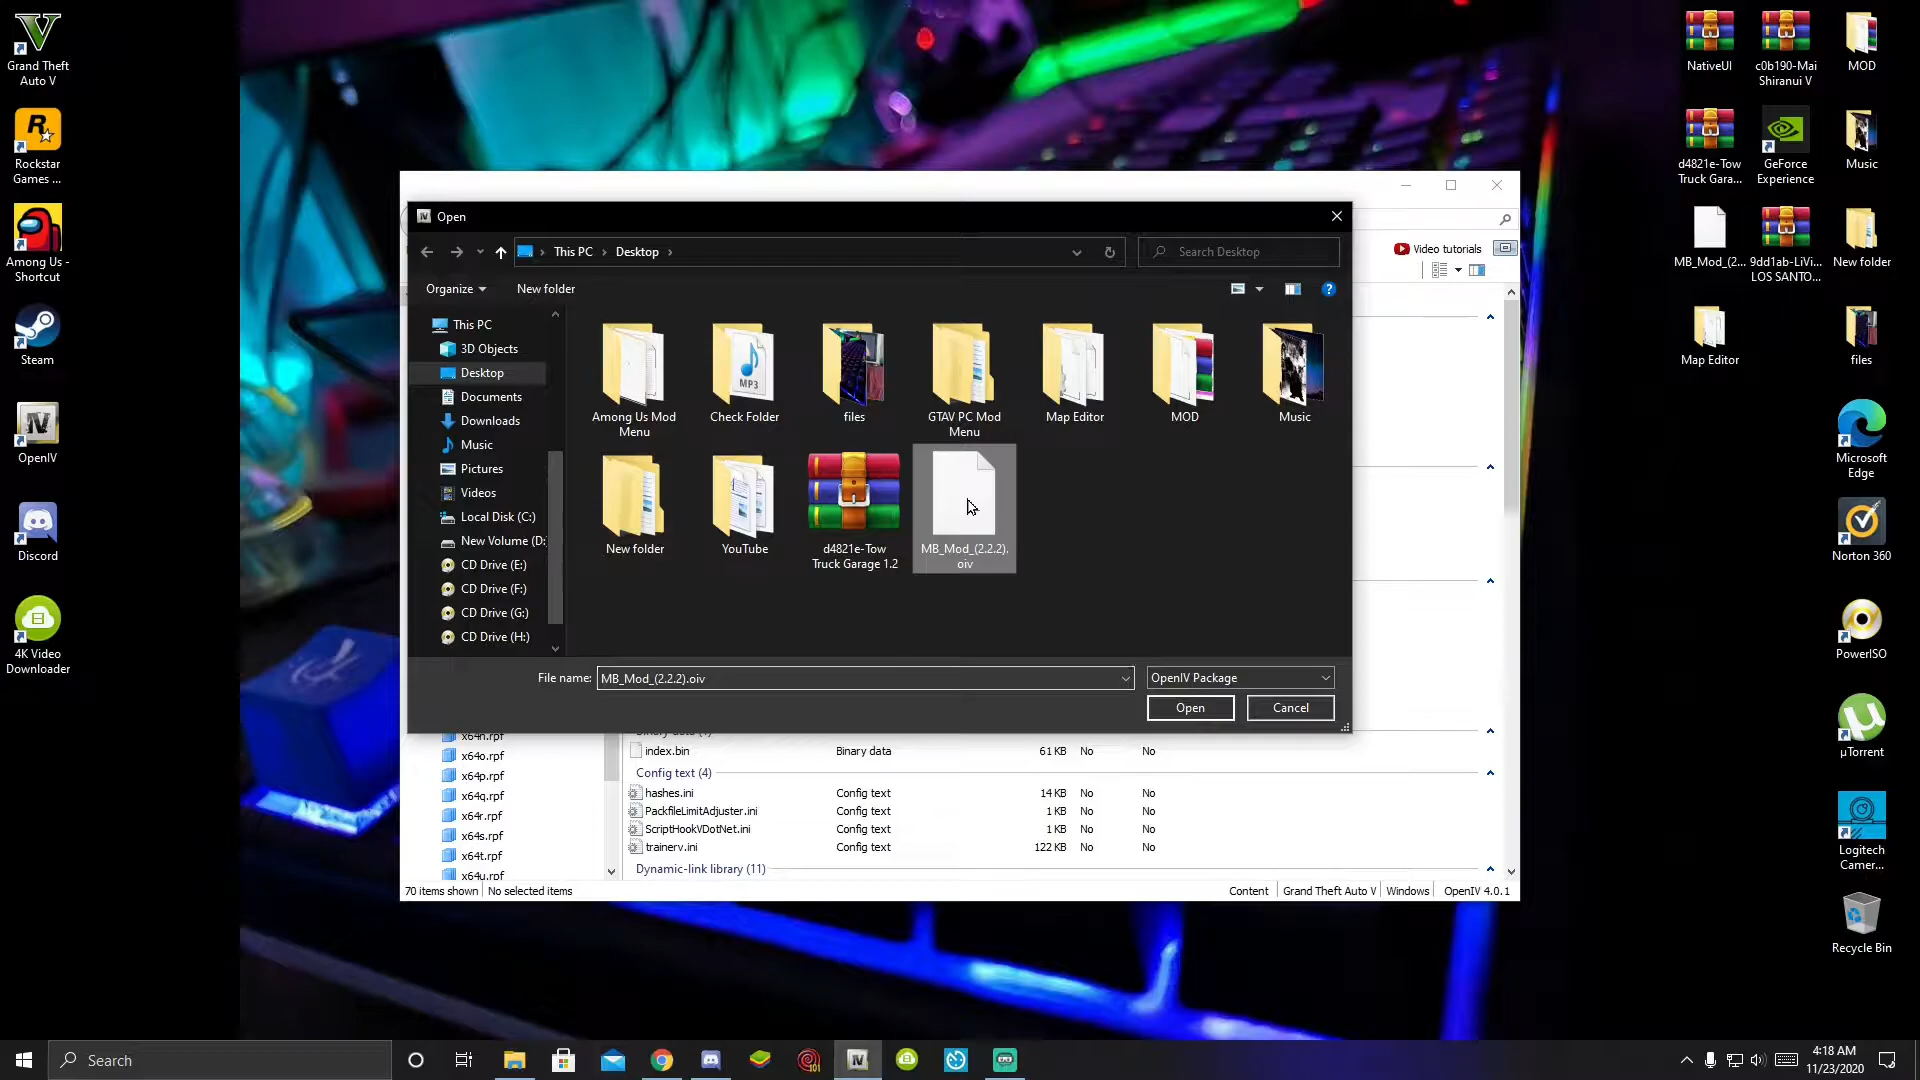 Grand Theft
Auto V
Rockstar
Games ...
Among Us -
Shortcut
Steam
OpenIV
Discord
4K Video
Downloader
Open
This PC
Desktop
Search Desktop
Organize
New folder
This PC
3D Objects
Desktop
Documents
Downloads
Music
Pictures
Videos
Local Disk (C:)
New Volume (D:
CD Drive (E:)
CD Drive (F:)
CD Drive (G:)
CD Drive (H:)
Among Us Mod
Menu
MP3
Check Folder
files
GTAV PC Mod
Menu
Map Editor
MOD
Music
New folder
YouTube
d4821e-Tow
Truck Garage 1.2
MB_Mod_(2.2.2).
oiv
File name:
MB_Mod_(2.2.2).oiv
OpenIV Package
Open
Cancel
Video tutorials
x64n.rpf
x64o.rpf
x64p.rpf
x64q.rpf
x64r.rpf
x64s.rpf
x64t.rpf
x64u.rpf
index.bin Binary data 61 KB No No
Config text (4)
hashes.ini Config text 14 KB No No
PackfileLimitAdjuster.ini Config text 1 KB No No
ScriptHookVDotNet.ini Config text 1 KB No No
trainerv.ini Config text 122 KB No No
Dynamic-link library (11)
70 items shown
No selected items
Content
Grand Theft Auto V
Windows
OpenIV 4.0.1
NativeUI
c0b190-Mai
Shiranui V
MOD
d4821e-Tow
Truck Gara...
GeForce
Experience
Music
MB_Mod_(2...
9dd1ab-LiVi...
LOS SANTO...
New folder
Map Editor
files
Microsoft
Edge
Norton 360
PowerISO
µTorrent
Logitech
Camer...
Recycle Bin
Search
101
4:18 AM
11/23/2020